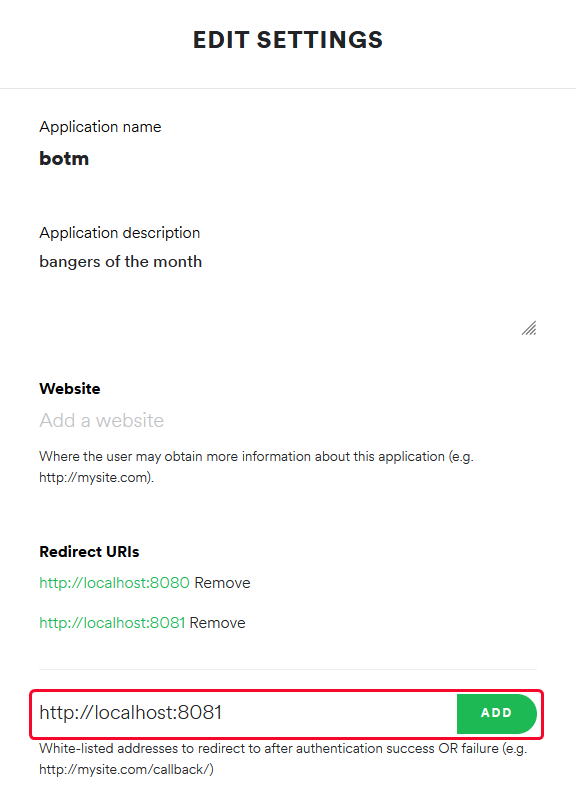 EDIT SETTINGS
Application name
botm
Application description
bangers of the month
Website
Add a website
Where the user may obtain more information about this application (e.g.
http://mysite.com).
Redirect URIs
http://localhost:8080 Remove
http://localhost:8081 Remove
http://localhost:8081 ADD
White-listed addresses to redirect to after authentication success OR failure (e.g.
http://mysite.com/callback/)